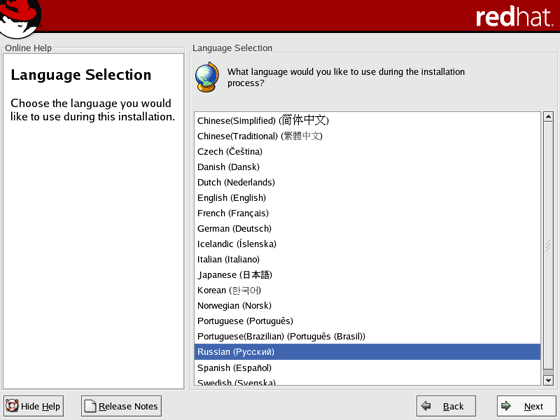 redhat.
Online Help
Language Selection
Choose the language you would
like to use during this installation.
Language Selection
What language would you like to use during the installation
process?
Chinese(Simplified) (简体中文)
Chinese(Traditional) (繁體中文)
Czech (Čeština)
Danish (Dansk)
Dutch (Nederlands)
English (English)
French (Français)
German (Deutsch)
Icelandic (Íslenska)
Italian (Italiano)
Japanese (日本語)
Korean (한국어)
Norwegian (Norsk)
Portuguese (Português)
Portuguese(Brazilian) (Português (Brasil))
Russian (Русский)
Spanish (Español)
Swedish (Svenska)
Hide Help
Release Notes
Back
Next